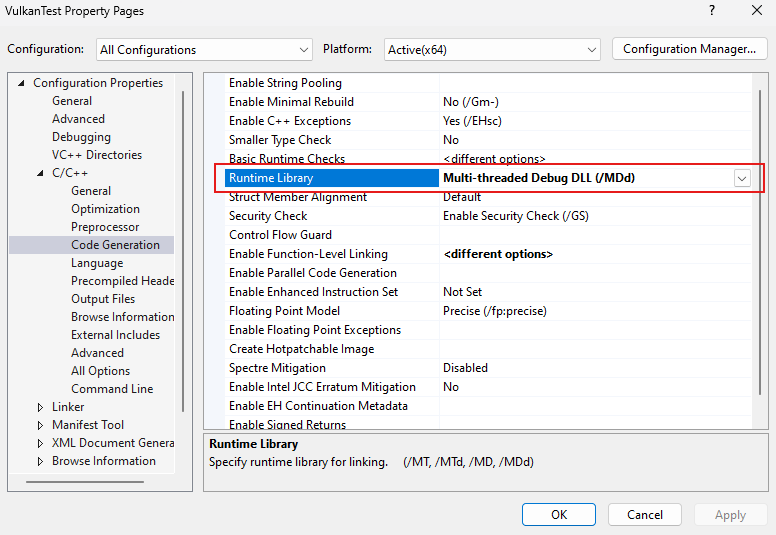 VulkanTest Property Pages ? ×
Configuration: All Configurations Platform: Active(x64) Configuration Manager...
Configuration Properties
General
Advanced
Debugging
VC++ Directories
C/C++
General
Optimization
Preprocessor
Code Generation
Language
Precompiled Heade
Output Files
Browse Information
External Includes
Advanced
All Options
Command Line
Linker
Manifest Tool
XML Document Genera
Browse Information
Enable String Pooling
Enable Minimal Rebuild No (/Gm-)
Enable C++ Exceptions Yes (/EHsc)
Smaller Type Check No
Basic Runtime Checks <different options>
Runtime Library Multi-threaded Debug DLL (/MDd)
Struct Member Alignment Default
Security Check Enable Security Check (/GS)
Control Flow Guard
Enable Function-Level Linking <different options>
Enable Parallel Code Generation
Enable Enhanced Instruction Set Not Set
Floating Point Model Precise (/fp:precise)
Enable Floating Point Exceptions
Create Hotpatchable Image
Spectre Mitigation Disabled
Enable Intel JCC Erratum Mitigation No
Enable EH Continuation Metadata
Enable Signed Returns
Runtime Library
Specify runtime library for linking. (/MT, /MTd, /MD, /MDd)
OK Cancel Apply